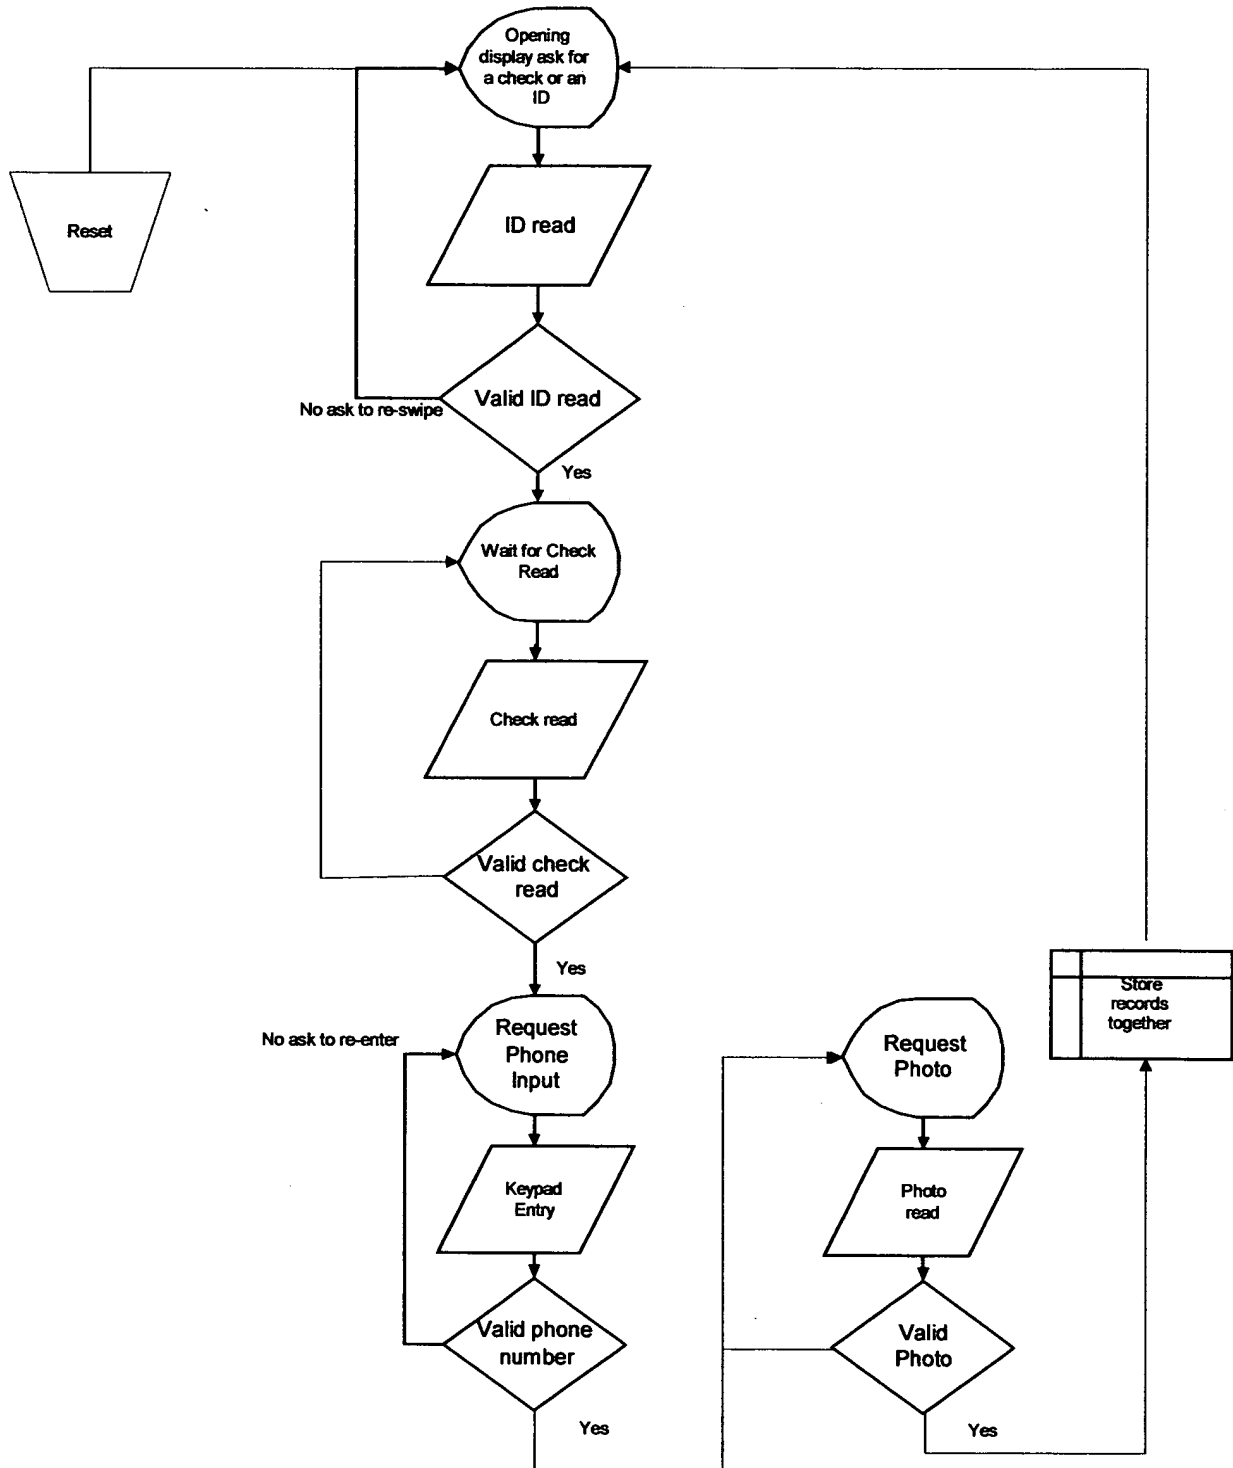 Opening
display ask for
a check or an
ID
Reset
ID read
Valid ID read
No ask to re-swipe
Yes
Wait for Check
Read
Check read
Valid check
read
Yes
No ask to re-enter
Request
Phone
Input
Keypad
Entry
Valid phone
number
Yes
Request
Photo
Photo
read
Valid
Photo
Yes
Store
records
together